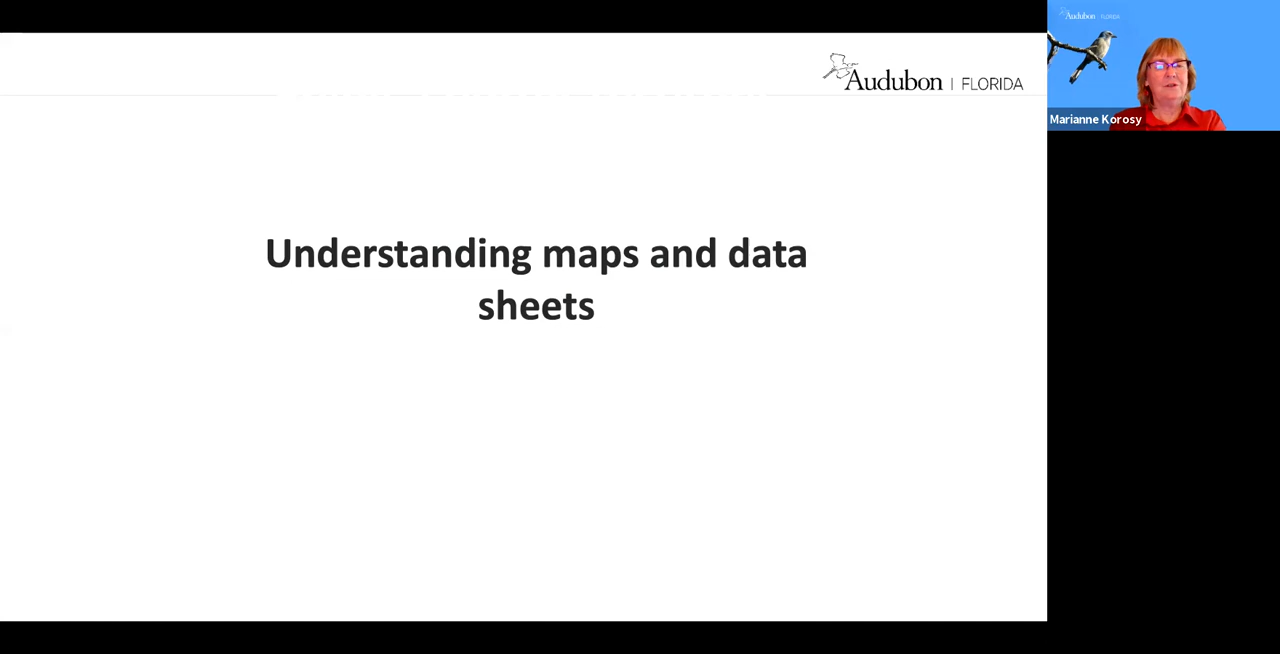 Audubon | FLORIDA
Understanding maps and data
sheets
Audubon | FLORIDA
Marianne Korosy